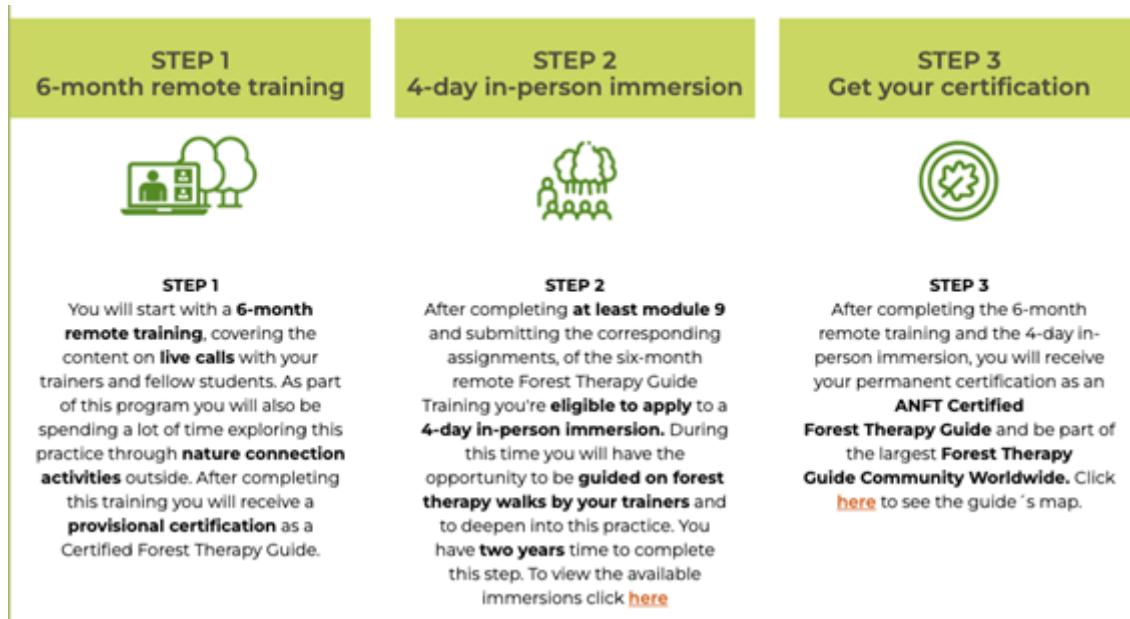 STEP 1
6-month remote training
STEP 2
4-day in-person immersion
STEP 3
Get your certification
STEP 1
You will start with a 6-month
remote training, covering the
content on live calls with your
trainers and fellow students. As part
of this program you will also be
spending a lot of time exploring this
practice through nature connection
activities outside. After completing
this training you will receive a
provisional certification as a
Certified Forest Therapy Guide.
STEP 2
After completing at least module 9
and submitting the corresponding
assignments, of the six-month
remote Forest Therapy Guide
Training you're eligible to apply to a
4-day in-person immersion. During
this time you will have the
opportunity to be guided on forest
therapy walks by your trainers and
to deepen into this practice. You
have two years time to complete
this step. To view the available
immersions click here
STEP 3
After completing the 6-month
remote training and the 4-day in-
person immersion, you will receive
your permanent certification as an
ANFT Certified
Forest Therapy Guide and be part of
the largest Forest Therapy
Guide Community Worldwide. Click
here to see the guide´s map.